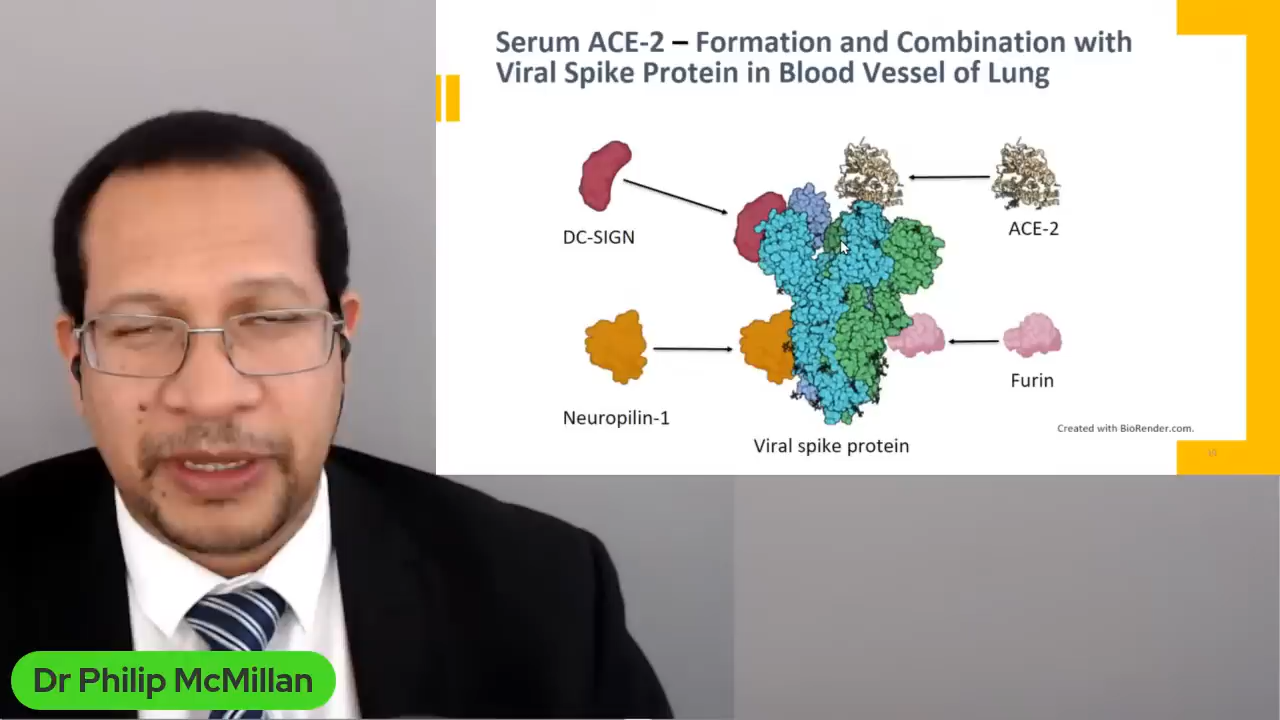 Serum ACE-2 – Formation and Combination with
Viral Spike Protein in Blood Vessel of Lung
DC-SIGN
ACE-2
Neuropilin-1
Furin
Viral spike protein
Created with BioRender.com.
Dr Philip McMillan